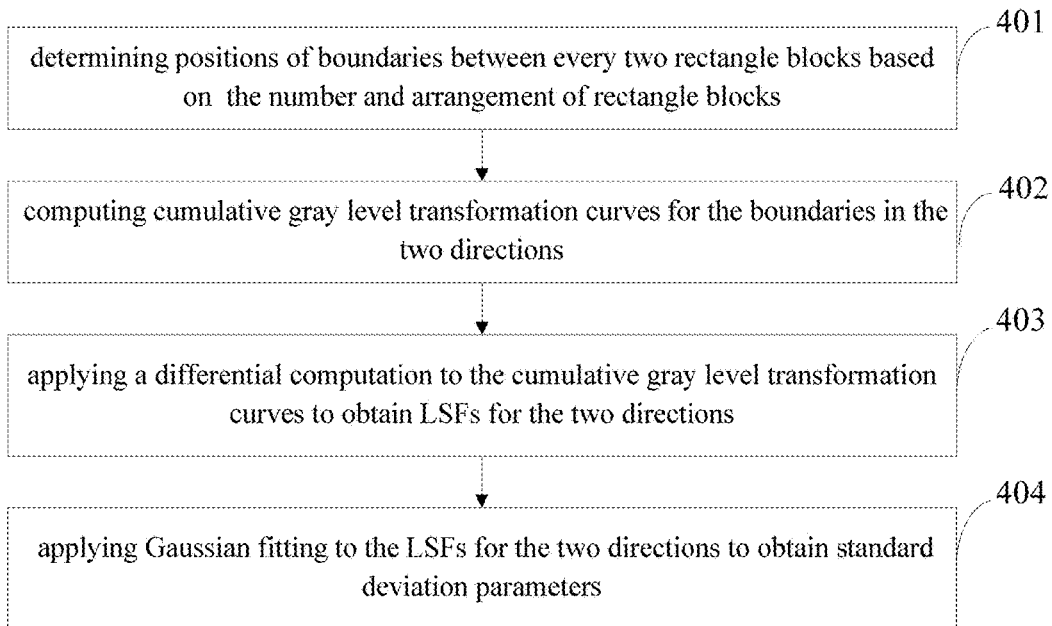 401
determining positions of boundaries between every two rectangle blocks based
on the number and arrangement of rectangle blocks
402
computing cumulative gray level transformation curves for the boundaries in the
two directions
403
applying a differential computation to the cumulative gray level transformation
curves to obtain LSFs for the two directions
404
applying Gaussian fitting to the LSFs for the two directions to obtain standard
deviation parameters